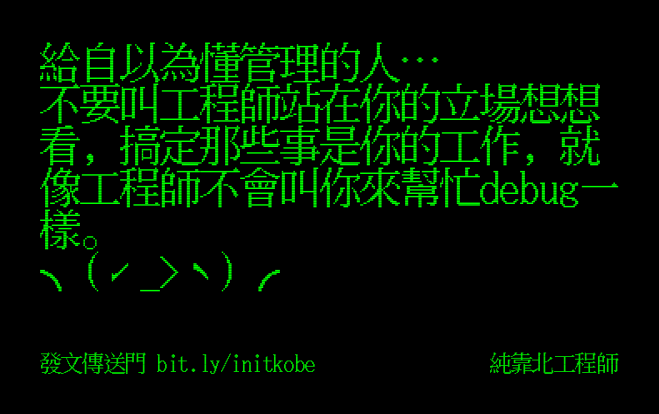 給自以為懂管理的人…
不要叫工程師站在你的立場想想
看，搞定那些事是你的工作，就
像工程師不會叫你來幫忙debug一
樣。
╮(╯_>╰)╭
發文傳送門 bit.ly/initkobe
純靠北工程師